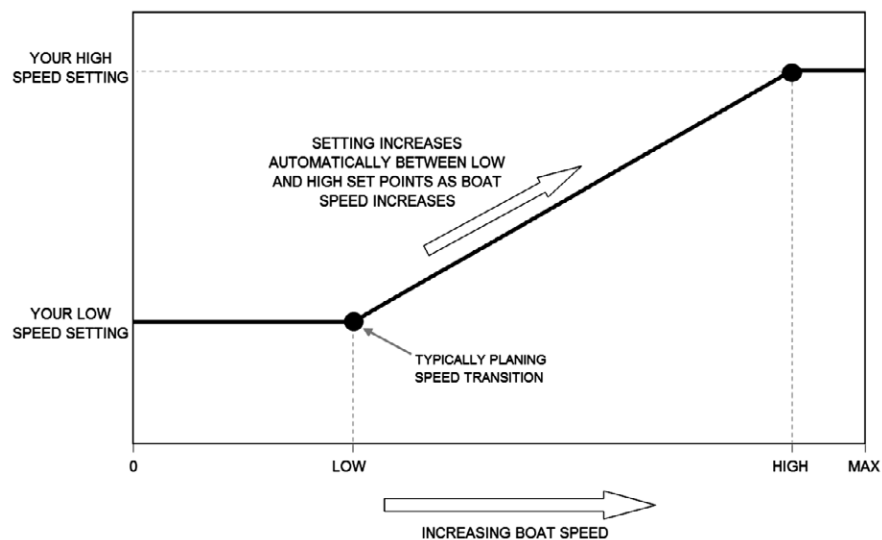 YOUR HIGH
SPEED SETTING
SETTING INCREASES
AUTOMATICALLY BETWEEN LOW
AND HIGH SET POINTS AS BOAT
SPEED INCREASES
YOUR LOW
SPEED SETTING
TYPICALLY PLANING
SPEED TRANSITION
0 LOW HIGH MAX
INCREASING BOAT SPEED